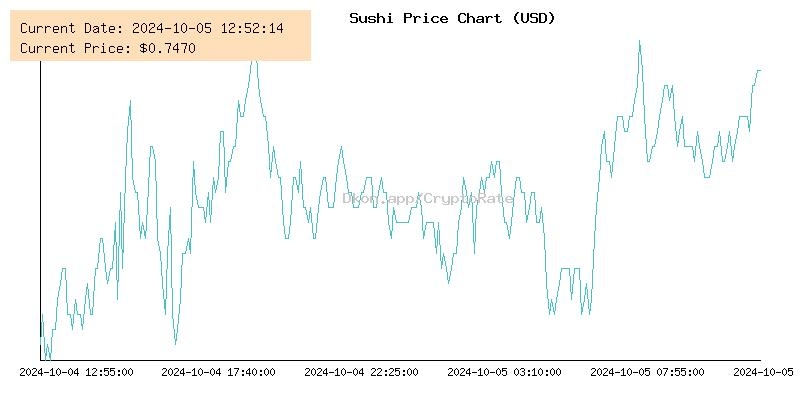 Sushi Price Chart (USD)
Current Date: 2024-10-05 12:52:14
Current Price: $0.7470
Dkon.app/CryptoRate
2024-10-04 12:55:00 2024-10-04 17:40:00 2024-10-04 22:25:00 2024-10-05 03:10:00 2024-10-05 07:55:00 2024-10-05